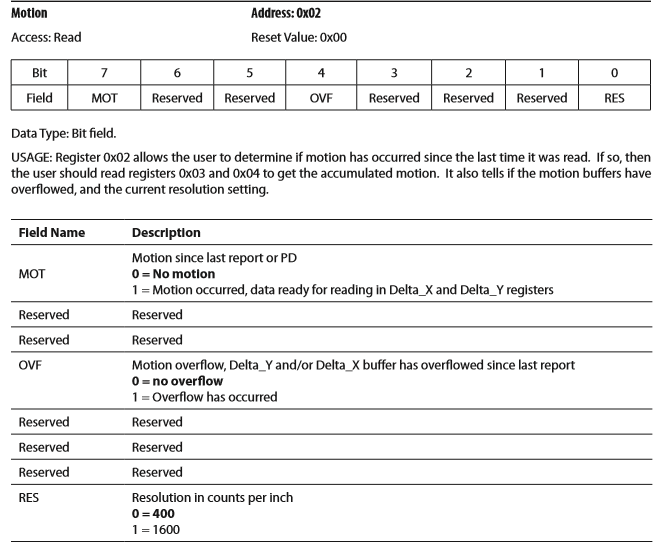 Motion Address: 0x02
Access: Read Reset Value: 0x00
Bit 7 6 5 4 3 2 1 0
Field MOT Reserved Reserved OVF Reserved Reserved Reserved RES
Data Type: Bit field.
USAGE: Register 0x02 allows the user to determine if motion has occurred since the last time it was read. If so, then
the user should read registers 0x03 and 0x04 to get the accumulated motion. It also tells if the motion buffers have
overflowed, and the current resolution setting.
Field Name Description
Motion since last report or PD
MOT 0 = No motion
1 = Motion occurred, data ready for reading in Delta_X and Delta_Y registers
Reserved Reserved
Reserved Reserved
OVF Motion overflow, Delta_Y and/or Delta_X buffer has overflowed since last report
0 = no overflow
1 = Overflow has occurred
Reserved Reserved
Reserved Reserved
Reserved Reserved
RES Resolution in counts per inch
0 = 400
1 = 1600